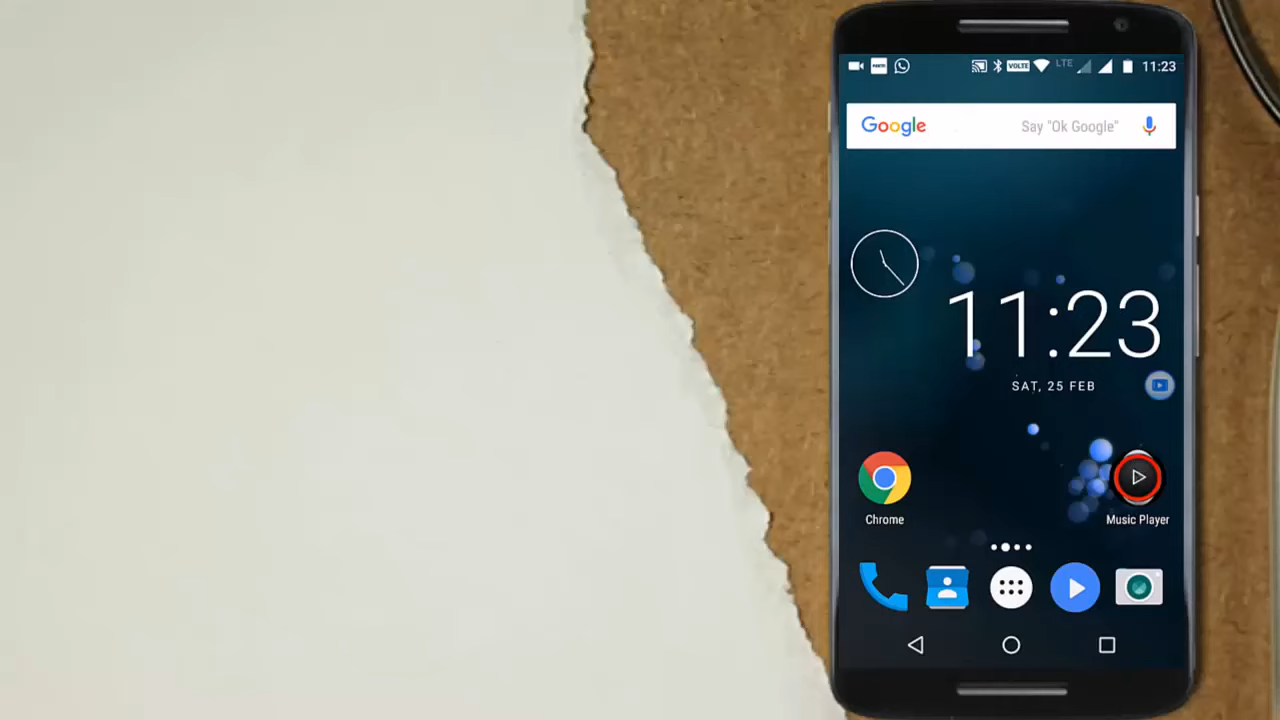 VOLTE LTE 11:23
Google Say "Ok Google"
11:23
SAT, 25 FEB
Chrome
Music Player